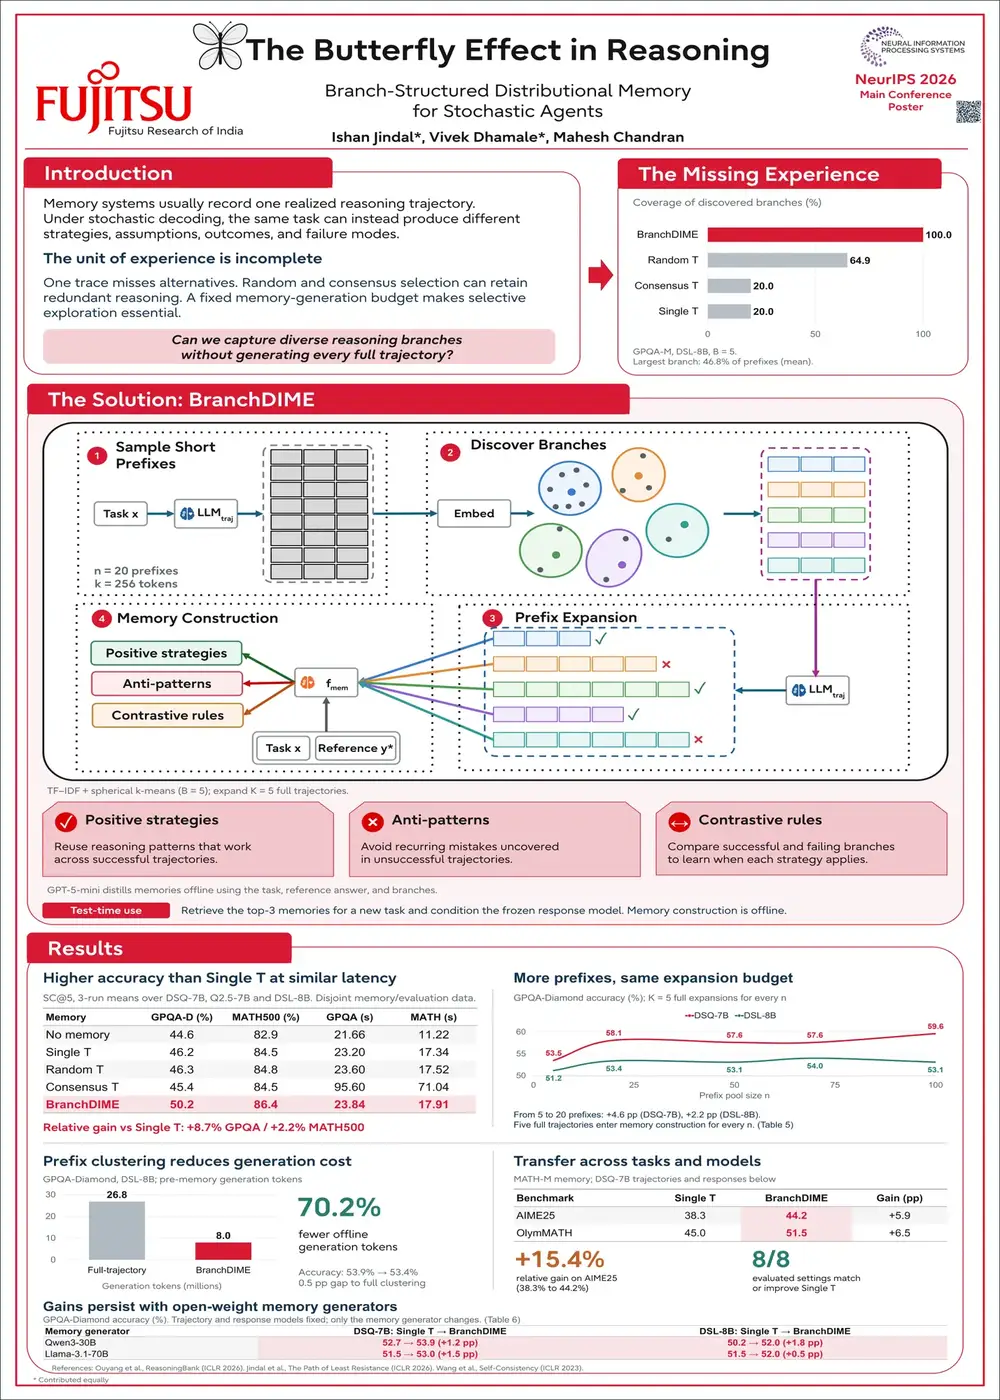 The Butterfly Effect in Reasoning
Branch-Structured Distributional Memory
for Stochastic Agents
Ishan Jindal*, Vivek Dhamale*, Mahesh Chandran
FUJITSU
Fujitsu Research of India
NEURAL INFORMATION
PROCESSING SYSTEMS
NeurIPS 2026
Main Conference
Poster
Introduction
Memory systems usually record one realized reasoning trajectory.
Under stochastic decoding, the same task can instead produce different
strategies, assumptions, outcomes, and failure modes.
The unit of experience is incomplete
One trace misses alternatives. Random and consensus selection can retain
redundant reasoning. A fixed memory-generation budget makes selective
exploration essential.
Can we capture diverse reasoning branches
without generating every full trajectory?
The Missing Experience
Coverage of discovered branches (%)
BranchDIME 100.0
Random T 64.9
Consensus T 20.0
Single T 20.0
0 50 100
GPQA-M, DSL-8B, B = 5.
Largest branch: 46.8% of prefixes (mean).
The Solution: BranchDIME
1 Sample Short
Prefixes
Task x
LLMtraj
n = 20 prefixes
k = 256 tokens
2 Discover Branches
Embed
4 Memory Construction
Positive strategies
Anti-patterns
Contrastive rules
fmem
Task x
Reference y*
3 Prefix Expansion
✓
×
✓
✓
×
LLMtraj
TF–IDF + spherical k-means (B = 5); expand K = 5 full trajectories.
✓ Positive strategies
Reuse reasoning patterns that work
across successful trajectories.
× Anti-patterns
Avoid recurring mistakes uncovered
in unsuccessful trajectories.
↔ Contrastive rules
Compare successful and failing branches
to learn when each strategy applies.
GPT-5-mini distills memories offline using the task, reference answer, and branches.
Test-time use Retrieve the top-3 memories for a new task and condition the frozen response model. Memory construction is offline.
Results
Higher accuracy than Single T at similar latency
SC@5, 3-run means over DSQ-7B, Q2.5-7B and DSL-8B. Disjoint memory/evaluation data.
Memory GPQA-D (%) MATH500 (%) GPQA (s) MATH (s)
No memory 44.6 82.9 21.66 11.22
Single T 46.2 84.5 23.20 17.34
Random T 46.3 84.8 23.60 17.52
Consensus T 45.4 84.5 95.60 71.04
BranchDIME 50.2 86.4 23.84 17.91
Relative gain vs Single T: +8.7% GPQA / +2.2% MATH500
More prefixes, same expansion budget
GPQA-Diamond accuracy (%); K = 5 full expansions for every n
DSQ-7B DSL-8B
60
55
50
53.5 58.1 57.6 57.6 59.6
51.2 53.4 53.1 54.0 53.1
0 25 50 75 100
Prefix pool size n
From 5 to 20 prefixes: +4.6 pp (DSQ-7B), +2.2 pp (DSL-8B).
Five full trajectories enter memory construction for every n. (Table 5)
Prefix clustering reduces generation cost
GPQA-Diamond, DSL-8B; pre-memory generation tokens
30
20
10
0
26.8
8.0
Full-trajectory BranchDIME
Generation tokens (millions)
70.2%
fewer offline
generation tokens
Accuracy: 53.9% → 53.4%
0.5 pp gap to full clustering
Transfer across tasks and models
MATH-M memory; DSQ-7B trajectories and responses below
Benchmark Single T BranchDIME Gain (pp)
AIME25 38.3 44.2 +5.9
OlymMATH 45.0 51.5 +6.5
+15.4%
relative gain on AIME25
(38.3% to 44.2%)
8/8
evaluated settings match
or improve Single T
Gains persist with open-weight memory generators
GPQA-Diamond accuracy (%). Trajectory and response models fixed; only the memory generator changes. (Table 6)
Memory generator DSQ-7B: Single T → BranchDIME DSL-8B: Single T → BranchDIME
Qwen3-30B 52.7 → 53.9 (+1.2 pp) 50.2 → 52.0 (+1.8 pp)
Llama-3.1-70B 51.5 → 53.0 (+1.5 pp) 51.5 → 52.0 (+0.5 pp)
References: Ouyang et al., ReasoningBank (ICLR 2026). Jindal et al., The Path of Least Resistance (ICLR 2026). Wang et al., Self-Consistency (ICLR 2023).
* Contributed equally